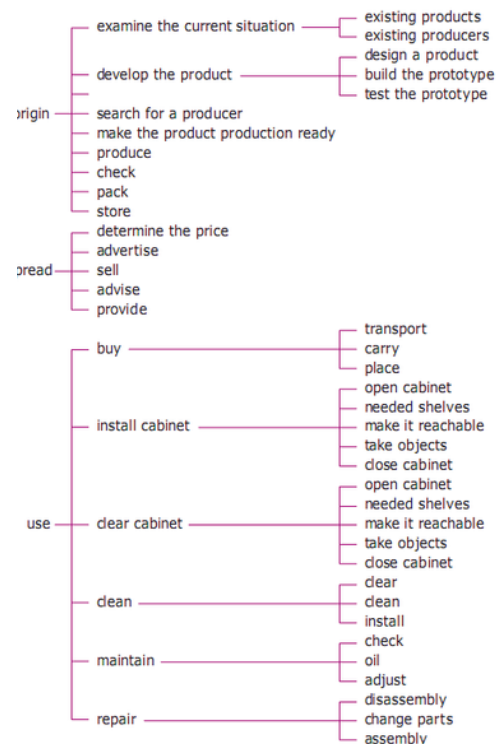 examine the current situation
existing products
existing producers
develop the product
design a product
build the prototype
test the prototype
rigin
search for a producer
make the product production ready
produce
check
pack
store
pread
determine the price
advertise
sell
advise
provide
use
buy
transport
carry
place
install cabinet
open cabinet
needed shelves
make it reachable
take objects
close cabinet
clear cabinet
open cabinet
needed shelves
make it reachable
take objects
close cabinet
clean
clear
clean
install
maintain
check
oil
adjust
repair
disassembly
change parts
assembly